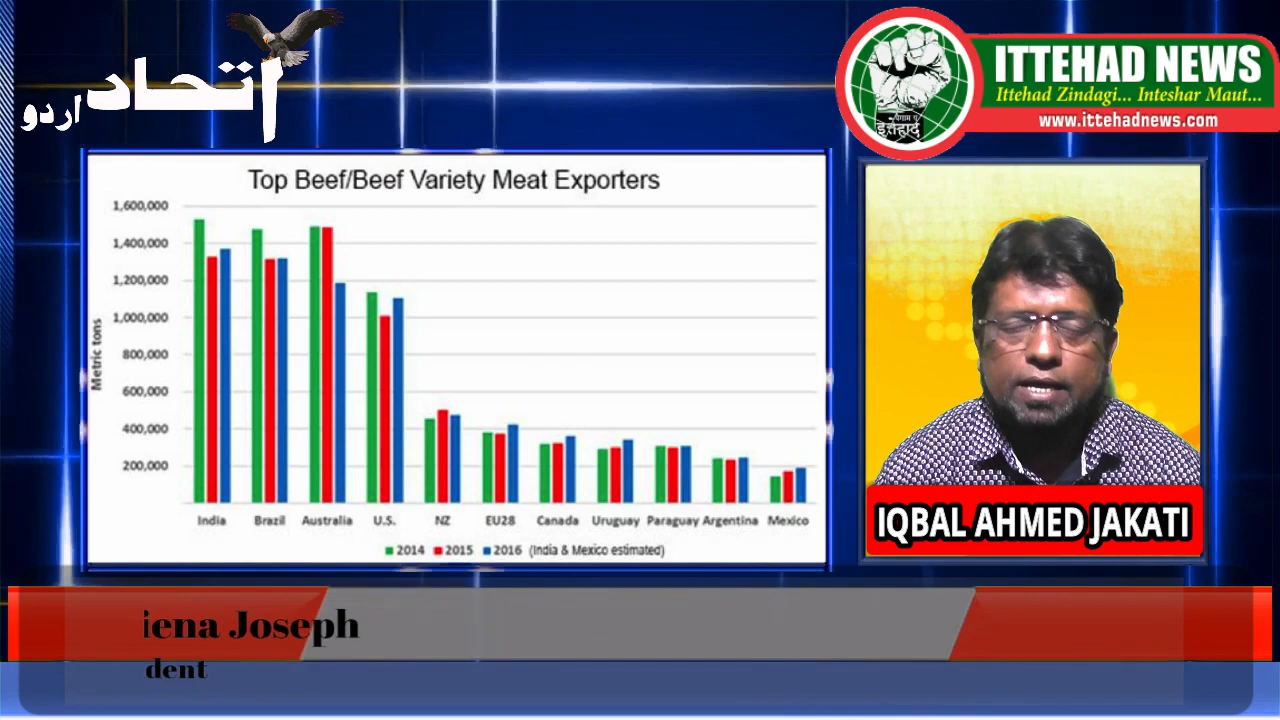 اتحاد
اردو
ITTEHAD NEWS
Ittehad Zindagi... Inteshar Maut...
www.ittehadnews.com
पैगाम ए
इत्तेहाद
Top Beef/Beef Variety Meat Exporters
Metric tons
1,600,000
1,400,000
1,200,000
1,000,000
800,000
600,000
400,000
200,000
India Brazil Australia U.S. NZ EU28 Canada Uruguay Paraguay Argentina Mexico
2014 2015 2016 (India & Mexico estimated)
IQBAL AHMED JAKATI
iena Joseph
dent